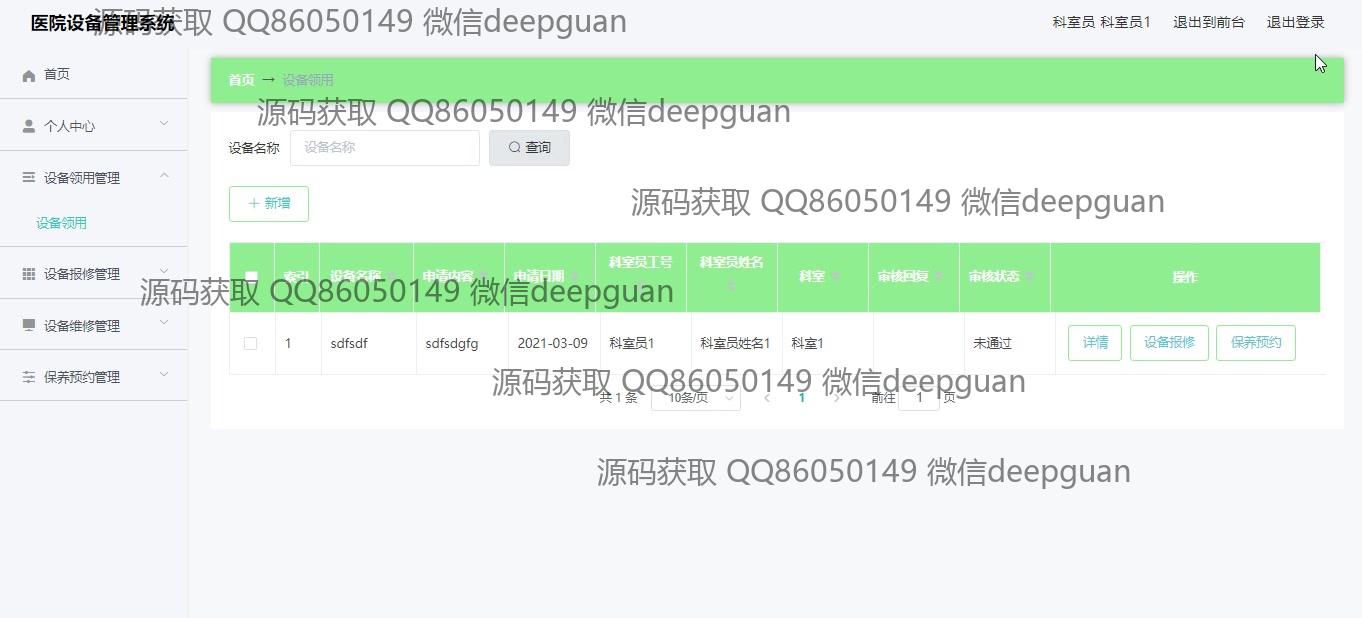 医院设备管理系统
源码获取 QQ86050149 微信deepguan
科室员 科室员1 退出到前台 退出登录
首页
个人中心
设备领用管理
设备领用
设备报修管理
设备维修管理
保养预约管理
首页 → 设备领用
源码获取 QQ86050149 微信deepguan
设备名称 设备名称 查询
源码获取 QQ86050149 微信deepguan
+ 新增
索引 设备名称 申请内容 申请日期 科室员工号 科室员姓名 科室 审核回复 审核状态 操作
源码获取 QQ86050149 微信deepguan
1 sdfsdf sdfsdgfg 2021-03-09 科室员1 科室员姓名1 科室1 未通过 详情 设备报修 保养预约
源码获取 QQ86050149 微信deepguan
共 1 条 10条/页 < 1 > 前往 1 页
源码获取 QQ86050149 微信deepguan